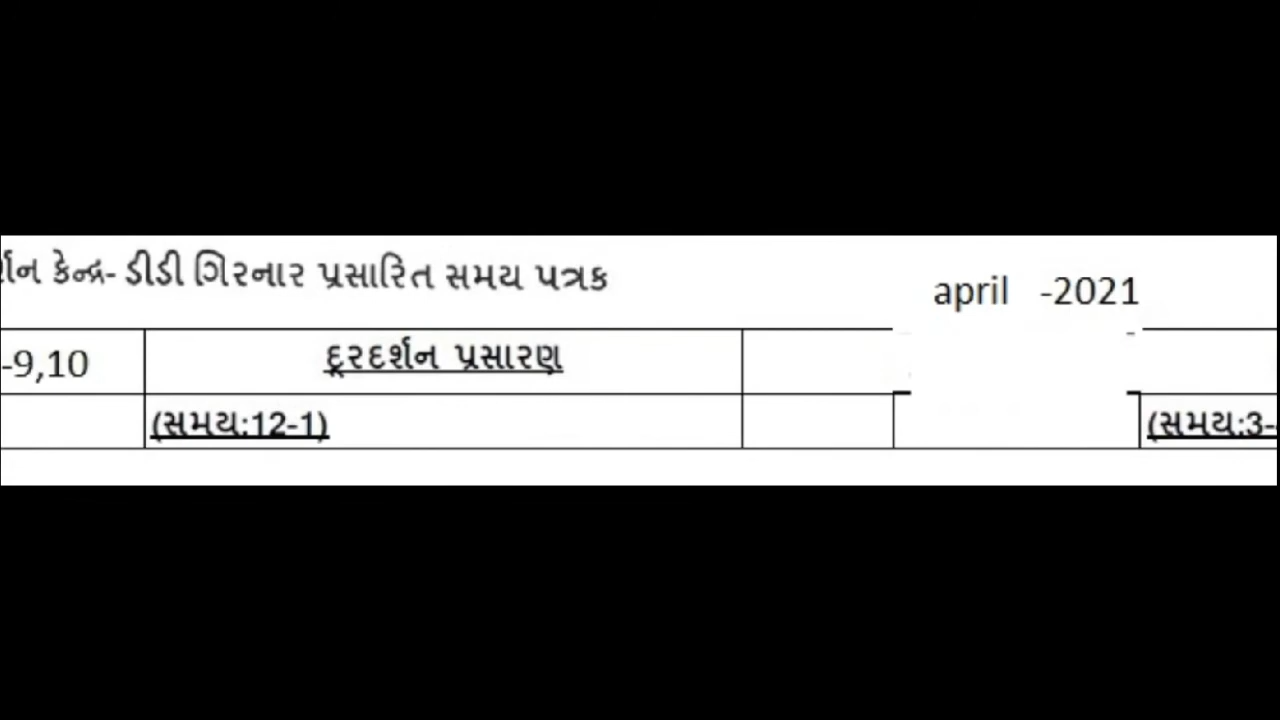 ર્શન કેન્દ્ર- ડીડી ગિરનાર પ્રસારિત સમય પત્રક
april -2021
-9,10 દૂરદર્શન પ્રસારણ
(સમય:12-1) (સમય:3-